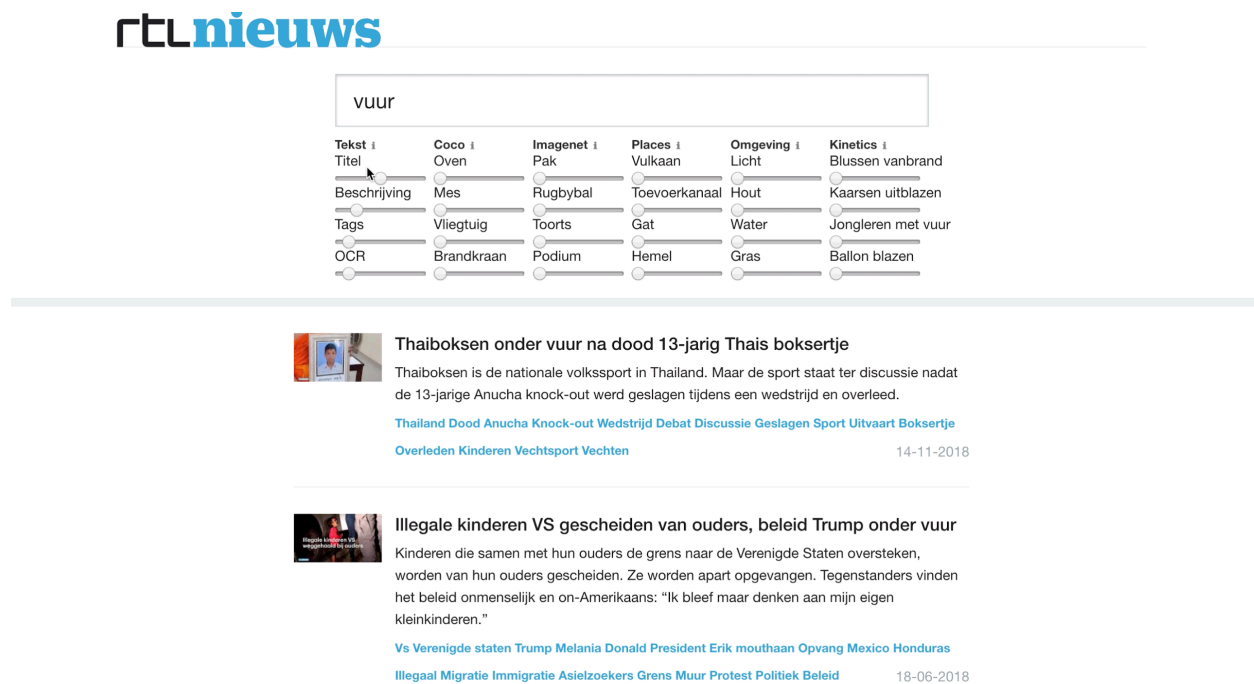 rtlnieuws
vuur
Tekst i Coco i Imagenet i Places i Omgeving i Kinetics i
Titel Oven Pak Vulkaan Licht Blussen vanbrand
Beschrijving Mes Rugbybal Toevoerkanaal Hout Kaarsen uitblazen
Tags Vliegtuig Toorts Gat Water Jongleren met vuur
OCR Brandkraan Podium Hemel Gras Ballon blazen
Thaiboksen onder vuur na dood 13-jarig Thais boksertje
Thaiboksen is de nationale volkssport in Thailand. Maar de sport staat ter discussie nadat
de 13-jarige Anucha knock-out werd geslagen tijdens een wedstrijd en overleed.
Thailand Dood Anucha Knock-out Wedstrijd Debat Discussie Geslagen Sport Uitvaart Boksertje
Overleden Kinderen Vechtsport Vechten 14-11-2018
Illegale kinderen VS gescheiden van ouders, beleid Trump onder vuur
Illegale kinderen VS
weggehaald bij ouders
Kinderen die samen met hun ouders de grens naar de Verenigde Staten oversteken,
worden van hun ouders gescheiden. Ze worden apart opgevangen. Tegenstanders vinden
het beleid onmenselijk en on-Amerikaans: “Ik bleef maar denken aan mijn eigen
kleinkinderen.”
Vs Verenigde staten Trump Melania Donald President Erik mouthaan Opvang Mexico Honduras
Illegaal Migratie Immigratie Asielzoekers Grens Muur Protest Politiek Beleid 18-06-2018